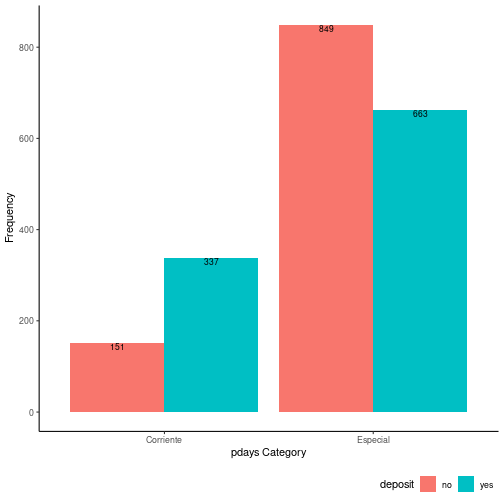 Frequency
800
600
400
200
0
849
663
337
151
Corriente
Especial
pdays Category
deposit no yes